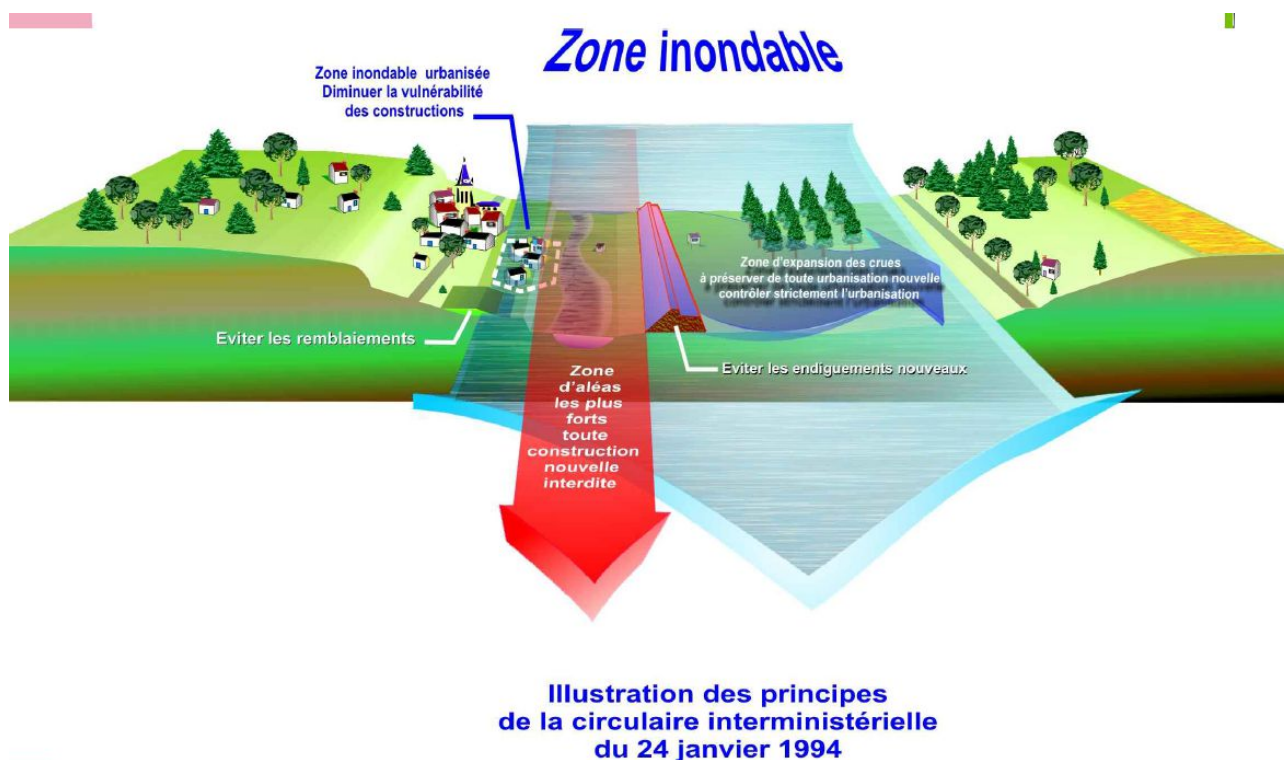 Zone inondable
Zone inondable urbanisée
Diminuer la vulnérabilité
des constructions
Zone d'expansion des crues
à préserver de toute urbanisation nouvelle
contrôler strictement l'urbanisation
Eviter les remblaiements
Eviter les endiguements nouveaux
Zone
d'aléas
les plus
forts
toute
construction
nouvelle
interdite
Illustration des principes
de la circulaire interministérielle
du 24 janvier 1994